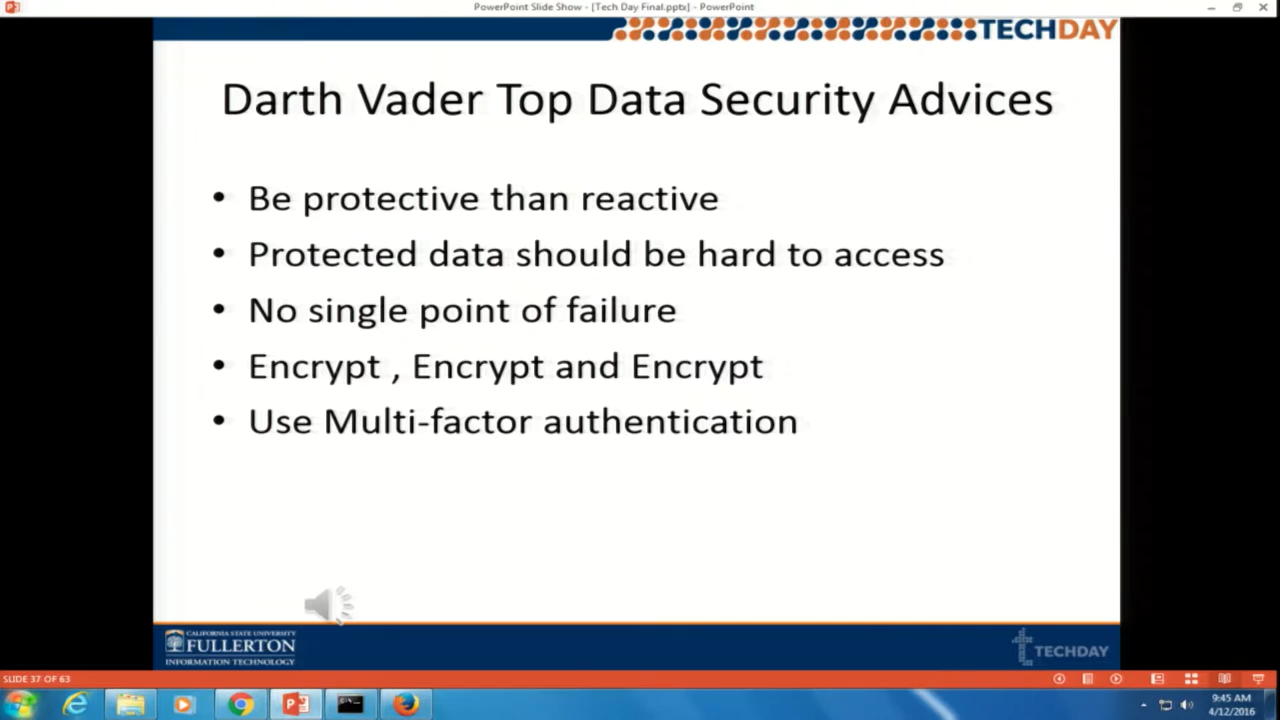 PowerPoint Slide Show - [Tech Day Final.pptx] - PowerPoint
TECHDAY
Darth Vader Top Data Security Advices
• Be protective than reactive
• Protected data should be hard to access
• No single point of failure
• Encrypt , Encrypt and Encrypt
• Use Multi-factor authentication
CALIFORNIA STATE UNIVERSITY
FULLERTON
INFORMATION TECHNOLOGY
TECHDAY
SLIDE 37 OF 63
9:45 AM
4/12/2016